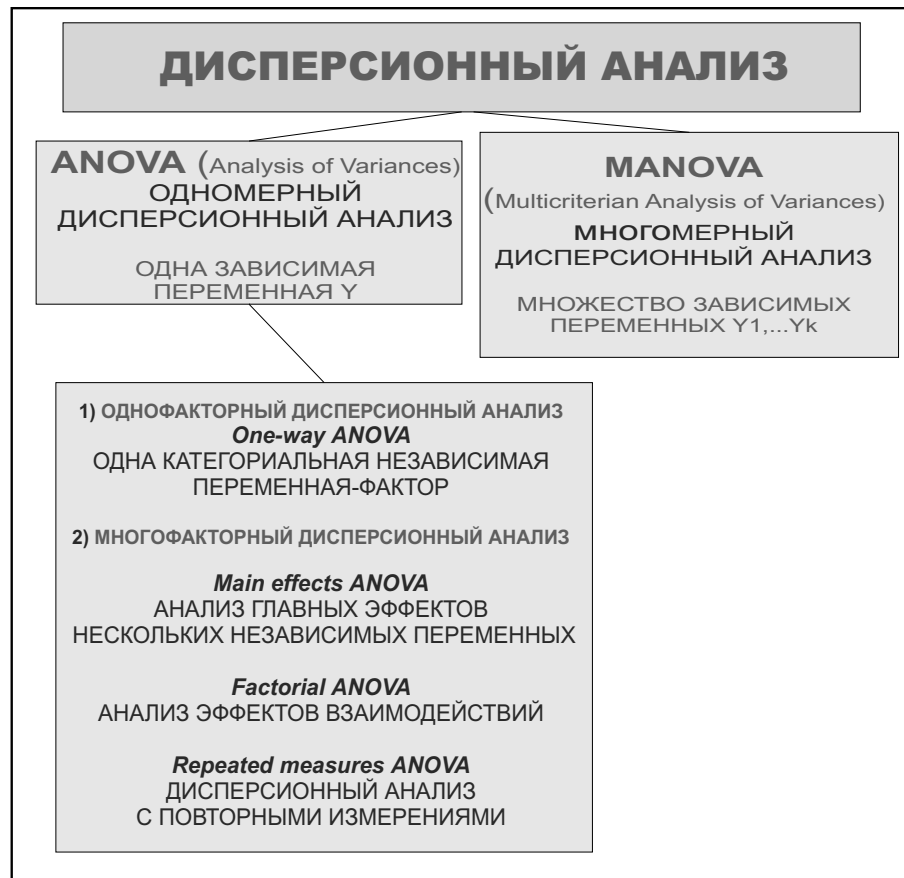 ДИСПЕРСИОННЫЙ АНАЛИЗ
ANOVA (Analysis of Variances)
ОДНОМЕРНЫЙ
ДИСПЕРСИОННЫЙ АНАЛИЗ
ОДНА ЗАВИСИМАЯ
ПЕРЕМЕННАЯ Y
MANOVA
(Multicriterian Analysis of Variances)
МНОГОМЕРНЫЙ
ДИСПЕРСИОННЫЙ АНАЛИЗ
МНОЖЕСТВО ЗАВИСИМЫХ
ПЕРЕМЕННЫХ Y1,...Yk
1) ОДНОФАКТОРНЫЙ ДИСПЕРСИОННЫЙ АНАЛИЗ
One-way ANOVA
ОДНА КАТЕГОРИАЛЬНАЯ НЕЗАВИСИМАЯ
ПЕРЕМЕННАЯ-ФАКТОР
2) МНОГОФАКТОРНЫЙ ДИСПЕРСИОННЫЙ АНАЛИЗ
Main effects ANOVA
АНАЛИЗ ГЛАВНЫХ ЭФФЕКТОВ
НЕСКОЛЬКИХ НЕЗАВИСИМЫХ ПЕРЕМЕННЫХ
Factorial ANOVA
АНАЛИЗ ЭФФЕКТОВ ВЗАИМОДЕЙСТВИЙ
Repeated measures ANOVA
ДИСПЕРСИОННЫЙ АНАЛИЗ
С ПОВТОРНЫМИ ИЗМЕРЕНИЯМИ